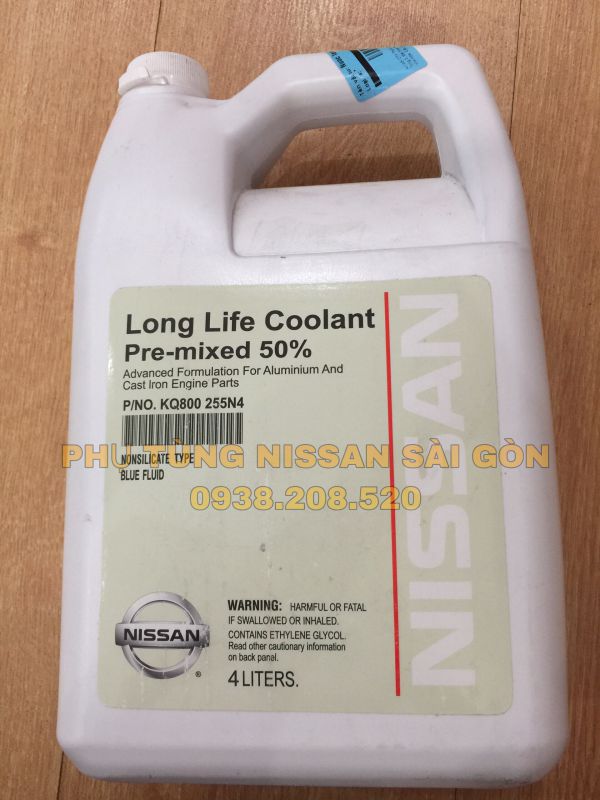 Long Life Coolant
Pre-mixed 50%
Advanced Formulation For Aluminium And
Cast Iron Engine Parts
P/NO. KQ800 255N4
NONSILICATE TYPE
BLUE FLUID
PHỤ TÙNG NISSAN SÀI GÒN
0938.208.520
NISSAN
NISSAN
®
WARNING: HARMFUL OR FATAL
IF SWALLOWED OR INHALED.
CONTAINS ETHYLENE GLYCOL.
Read other cautionary information
on back panel.
4 LITERS.